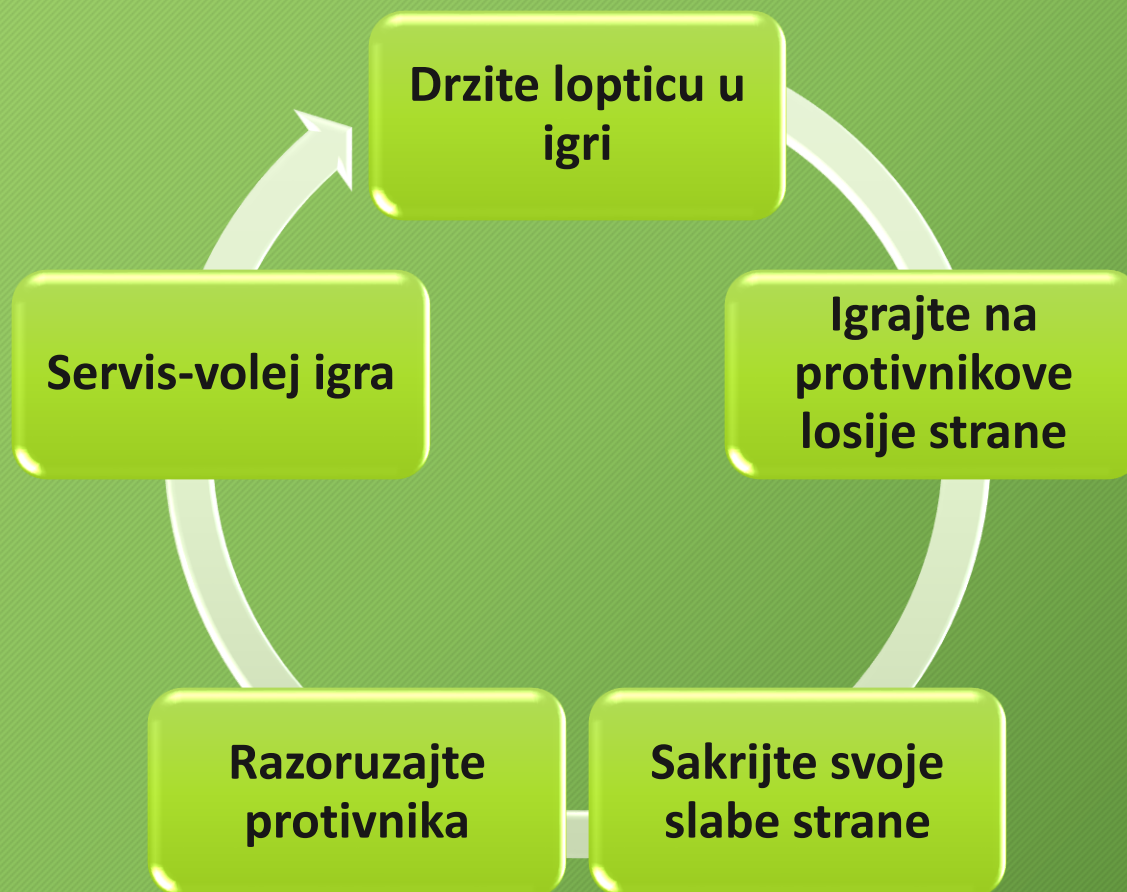 Drzite lopticu u
igri
Igrajte na
protivnikove
losije strane
Sakrijte svoje
slabe strane
Razoruzajte
protivnika
Servis-volej igra